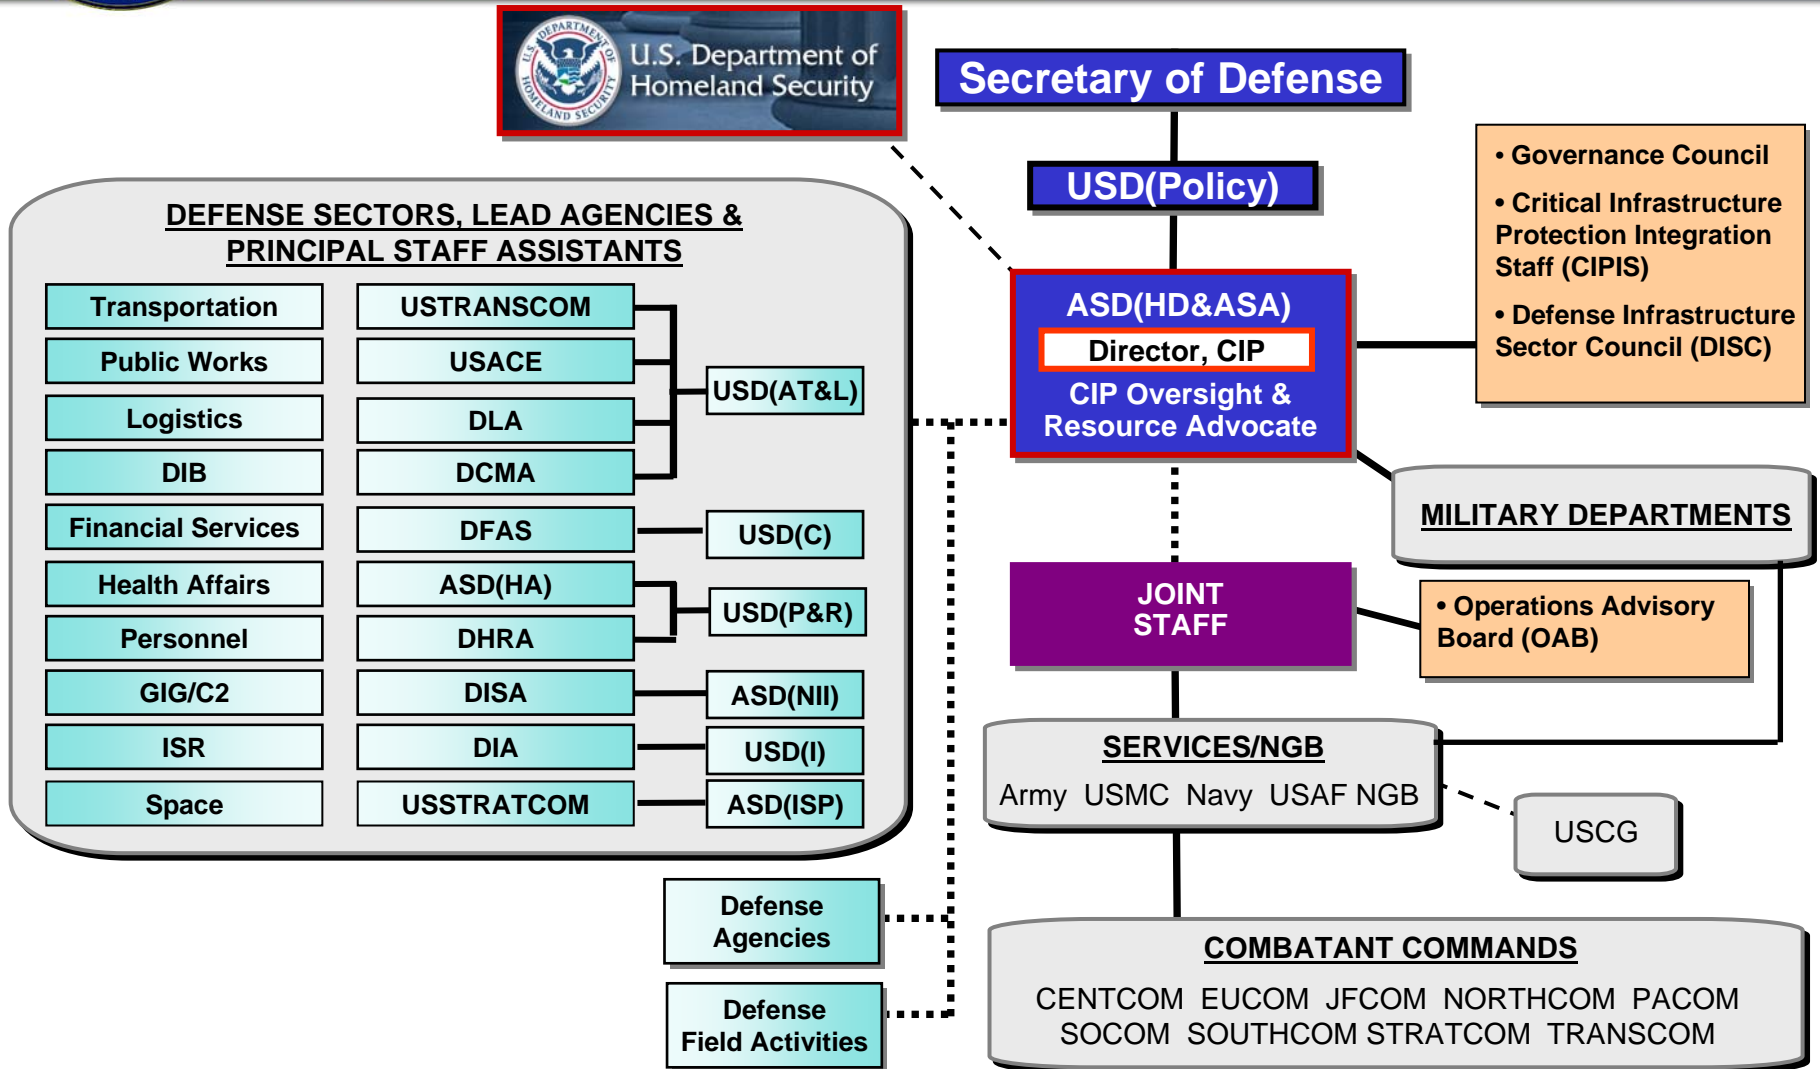 U.S. Department of
Homeland Security
U.S. DEPARTMENT OF
HOMELAND SECURITY
Secretary of Defense
USD(Policy)
• Governance Council
• Critical Infrastructure
Protection Integration
Staff (CIPIS)
• Defense Infrastructure
Sector Council (DISC)
ASD(HD&ASA)
Director, CIP
CIP Oversight &
Resource Advocate
DEFENSE SECTORS, LEAD AGENCIES &
PRINCIPAL STAFF ASSISTANTS
Transportation USTRANSCOM
Public Works USACE
USD(AT&L)
Logistics DLA
DIB DCMA
Financial Services DFAS USD(C)
Health Affairs ASD(HA)
USD(P&R)
Personnel DHRA
GIG/C2 DISA ASD(NII)
ISR DIA USD(I)
Space USSTRATCOM ASD(ISP)
MILITARY DEPARTMENTS
JOINT
STAFF
• Operations Advisory
Board (OAB)
SERVICES/NGB
Army USMC Navy USAF NGB
USCG
Defense
Agencies
Defense
Field Activities
COMBATANT COMMANDS
CENTCOM EUCOM JFCOM NORTHCOM PACOM
SOCOM SOUTHCOM STRATCOM TRANSCOM